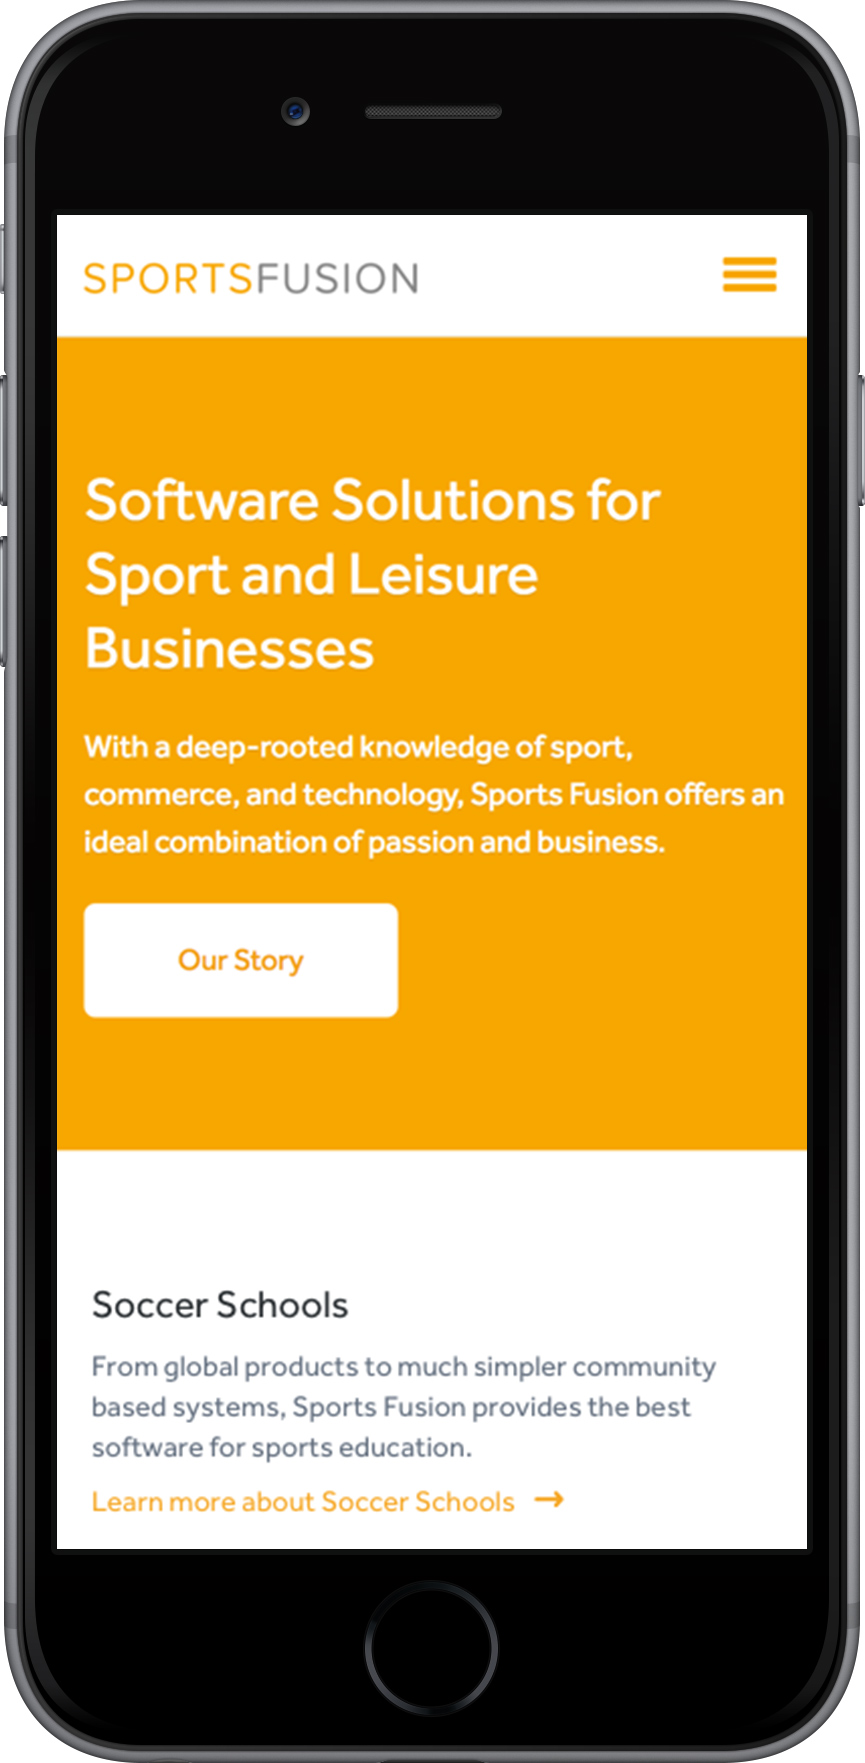 SPORTSFUSION
Software Solutions for
Sport and Leisure
Businesses
With a deep-rooted knowledge of sport,
commerce, and technology, Sports Fusion offers an
ideal combination of passion and business.
Our Story
Soccer Schools
From global products to much simpler community
based systems, Sports Fusion provides the best
software for sports education.
Learn more about Soccer Schools →